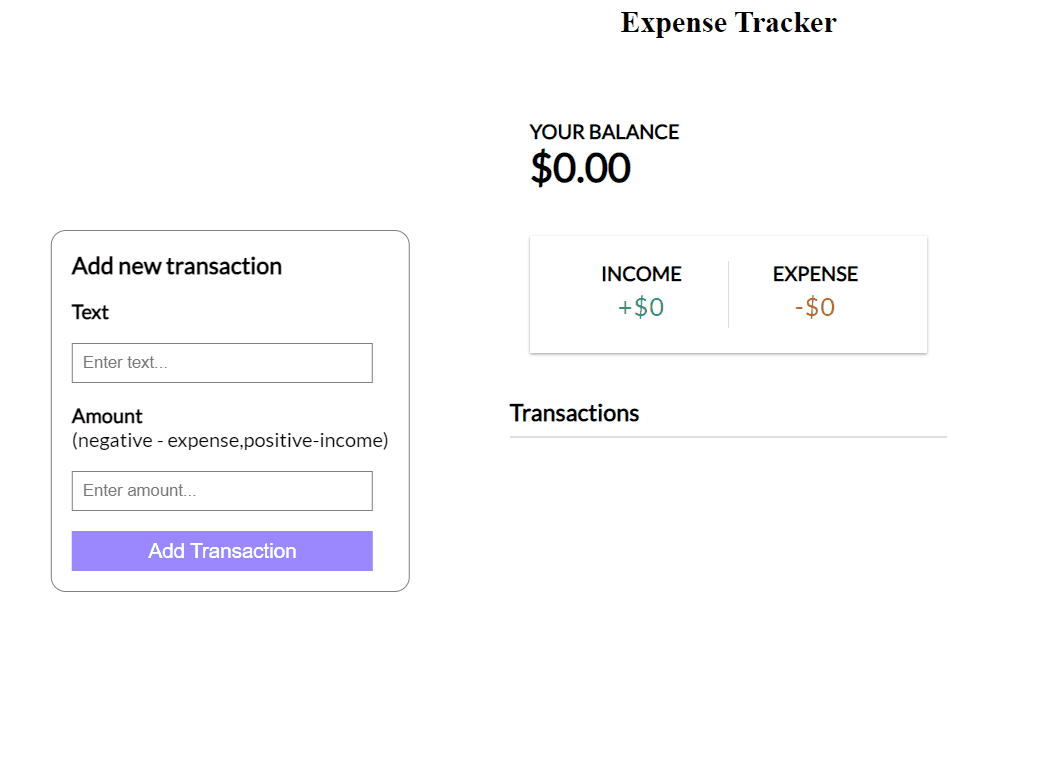 Expense Tracker
YOUR BALANCE
$0.00
Add new transaction
Text
Enter text...
Amount
(negative - expense,positive-income)
Enter amount...
Add Transaction
INCOME
+$0
EXPENSE
-$0
Transactions